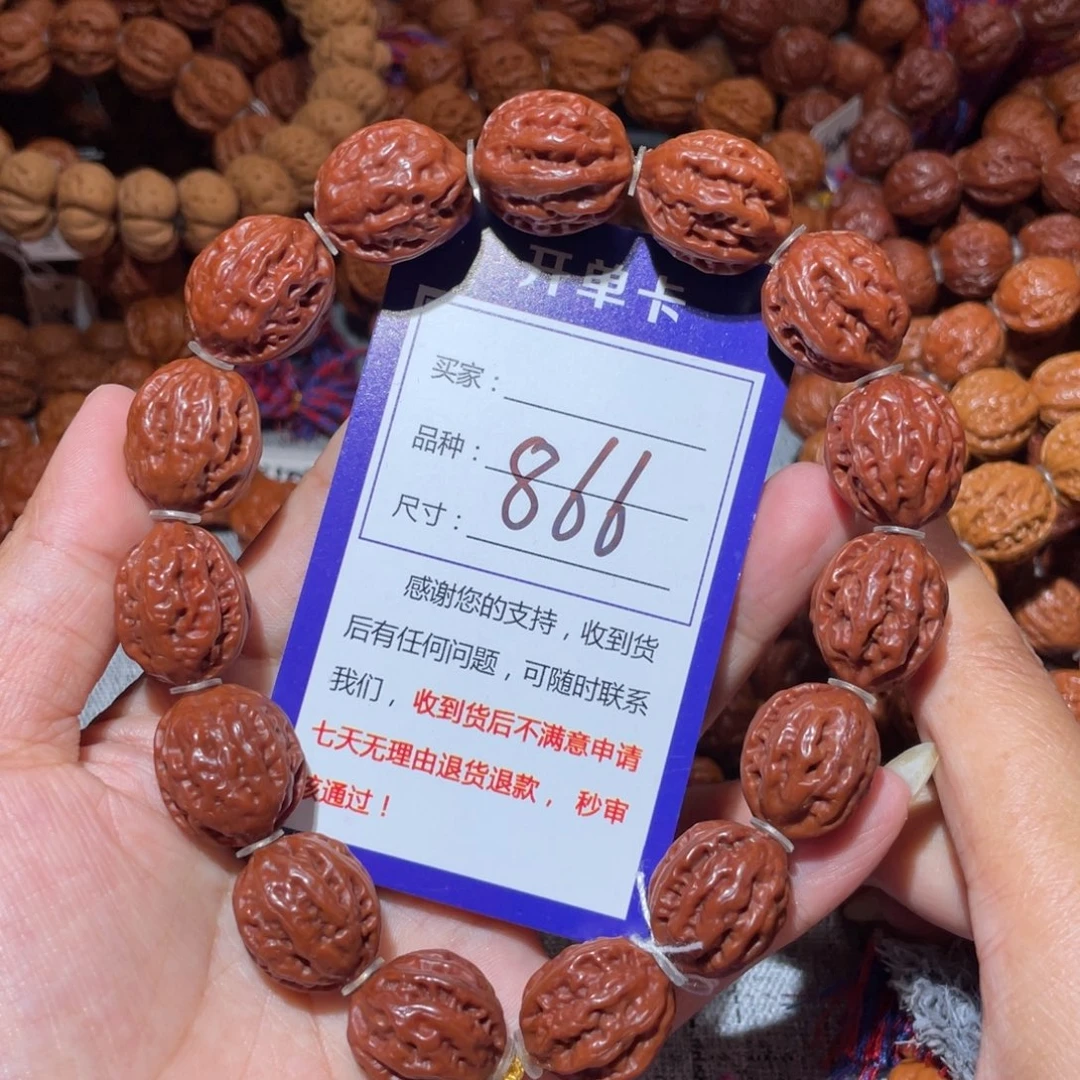 开单卡
买家：
品种：
866
尺寸：
感谢您的支持，收到货
后有任何问题，可随时联系
我们，收到货后不满意申请
七天无理由退货退款，秒审
核通过！